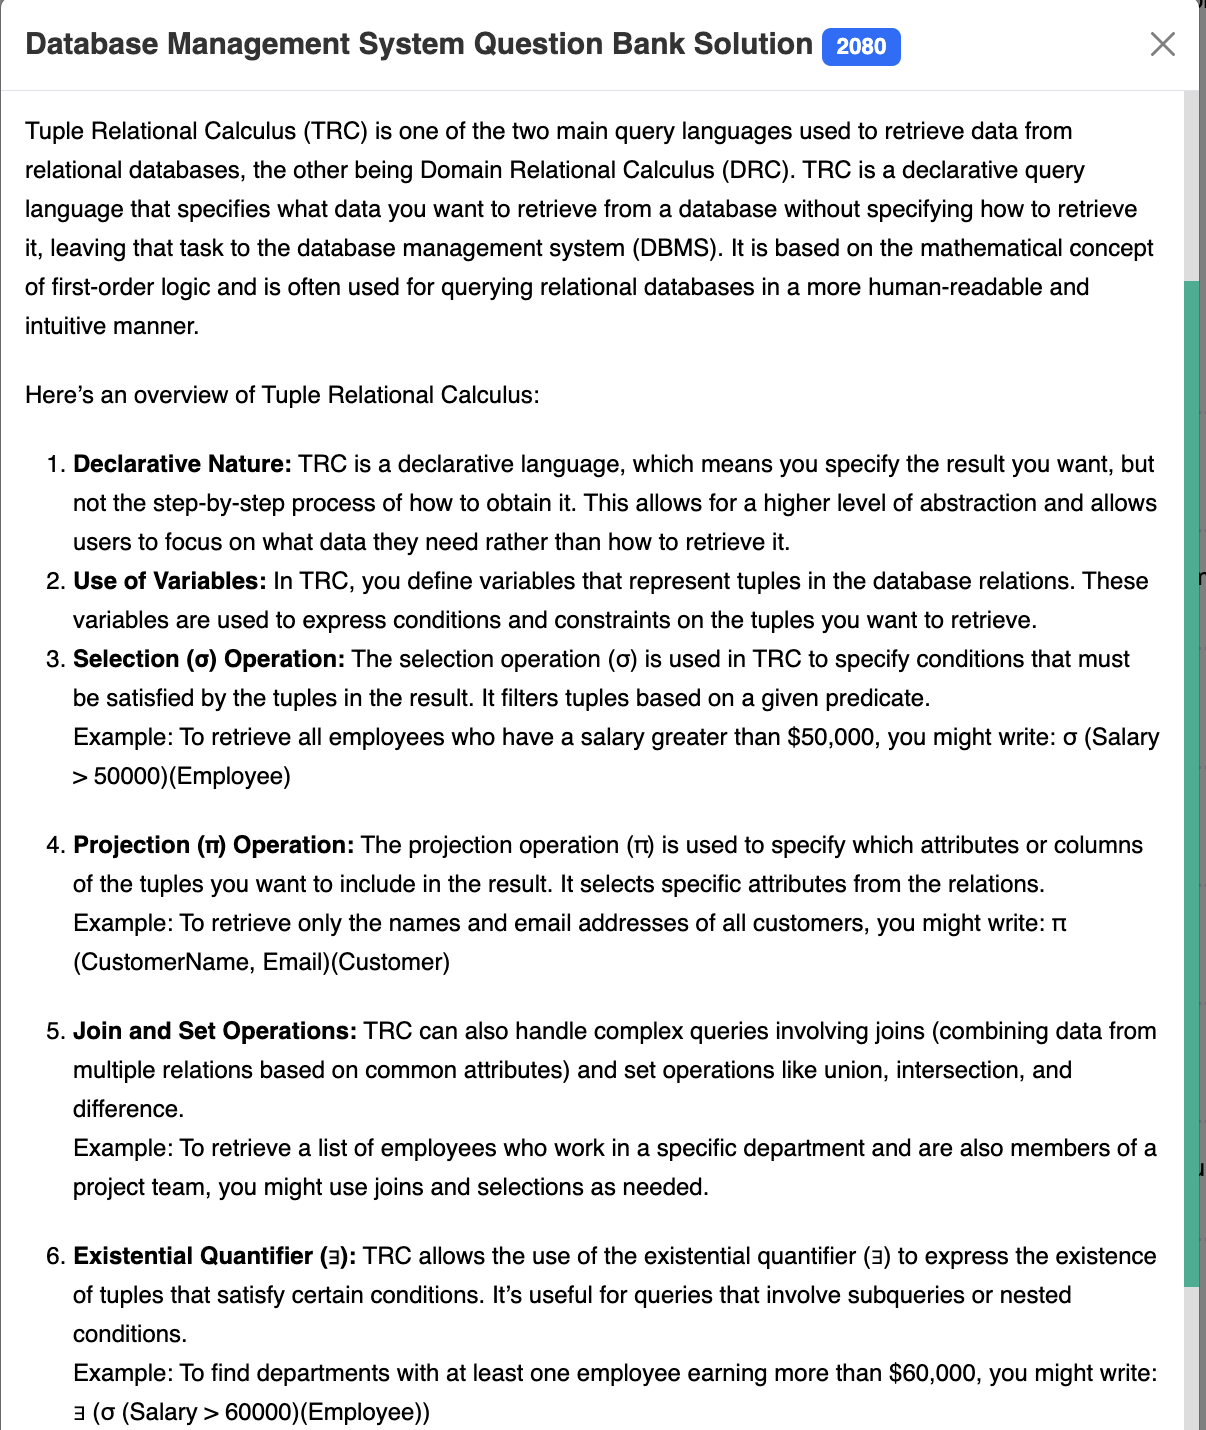 Database Management System Question Bank Solution 2080
Tuple Relational Calculus (TRC) is one of the two main query languages used to retrieve data from
relational databases, the other being Domain Relational Calculus (DRC). TRC is a declarative query
language that specifies what data you want to retrieve from a database without specifying how to retrieve
it, leaving that task to the database management system (DBMS). It is based on the mathematical concept
of first-order logic and is often used for querying relational databases in a more human-readable and
intuitive manner.
Here’s an overview of Tuple Relational Calculus:
1. Declarative Nature: TRC is a declarative language, which means you specify the result you want, but
not the step-by-step process of how to obtain it. This allows for a higher level of abstraction and allows
users to focus on what data they need rather than how to retrieve it.
2. Use of Variables: In TRC, you define variables that represent tuples in the database relations. These
variables are used to express conditions and constraints on the tuples you want to retrieve.
3. Selection (σ) Operation: The selection operation (σ) is used in TRC to specify conditions that must
be satisfied by the tuples in the result. It filters tuples based on a given predicate.
Example: To retrieve all employees who have a salary greater than $50,000, you might write: σ (Salary
> 50000)(Employee)
4. Projection (π) Operation: The projection operation (π) is used to specify which attributes or columns
of the tuples you want to include in the result. It selects specific attributes from the relations.
Example: To retrieve only the names and email addresses of all customers, you might write: π
(CustomerName, Email)(Customer)
5. Join and Set Operations: TRC can also handle complex queries involving joins (combining data from
multiple relations based on common attributes) and set operations like union, intersection, and
difference.
Example: To retrieve a list of employees who work in a specific department and are also members of a
project team, you might use joins and selections as needed.
6. Existential Quantifier (∃): TRC allows the use of the existential quantifier (∃) to express the existence
of tuples that satisfy certain conditions. It’s useful for queries that involve subqueries or nested
conditions.
Example: To find departments with at least one employee earning more than $60,000, you might write:
∃ (σ (Salary > 60000)(Employee))